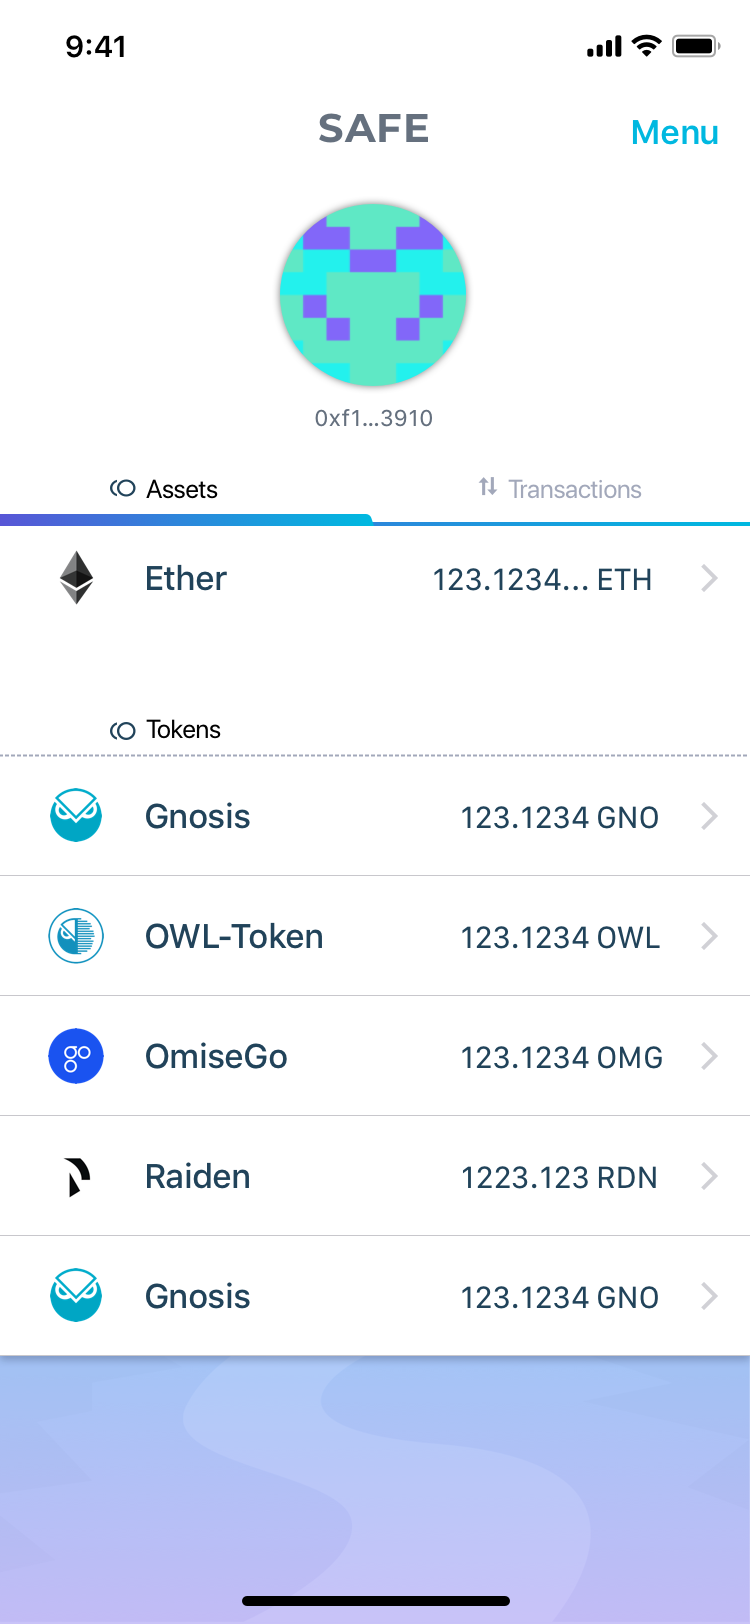 9:41
SAFE
Menu
0xf1...3910
Assets
Transactions
Ether 123.1234... ETH
Tokens
Gnosis 123.1234 GNO
OWL-Token 123.1234 OWL
go
OmiseGo 123.1234 OMG
Raiden 1223.123 RDN
Gnosis 123.1234 GNO